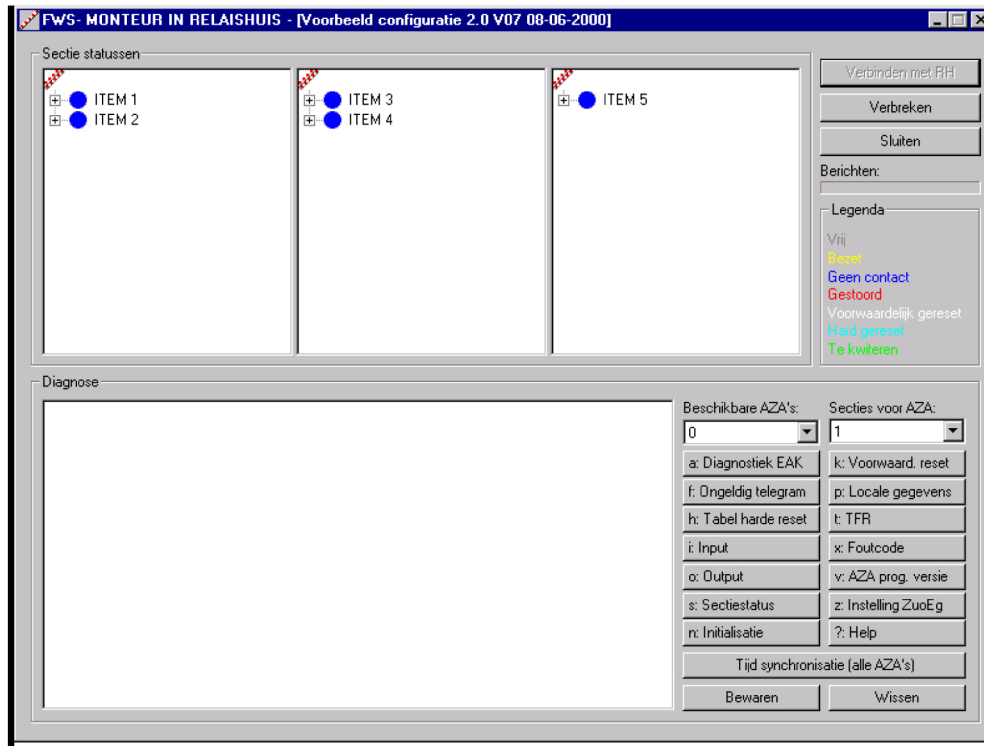 FWS- MONTEUR IN RELAISHUIS - [Voorbeeld configuratie 2.0 V07 08-06-2000]
Sectie statussen
ITEM 1
ITEM 2
ITEM 3
ITEM 4
ITEM 5
Verbinden met RH
Verbreken
Sluiten
Berichten:
Legenda
Vrij
Bezet
Geen contact
Gestoord
Voorwaardelijk gereset
Hard gereset
Te kwiteren
Diagnose
Beschikbare AZA's:
Secties voor AZA:
0
1
a: Diagnostiek EAK
k: Voorwaard. reset
f: Ongeldig telegram
p: Locale gegevens
h: Tabel harde reset
t: TFR
i: Input
x: Foutcode
o: Output
v: AZA prog. versie
s: Sectiestatus
z: Instelling ZuoEg
n: Initialisatie
?: Help
Tijd synchronisatie (alle AZA's)
Bewaren
Wissen